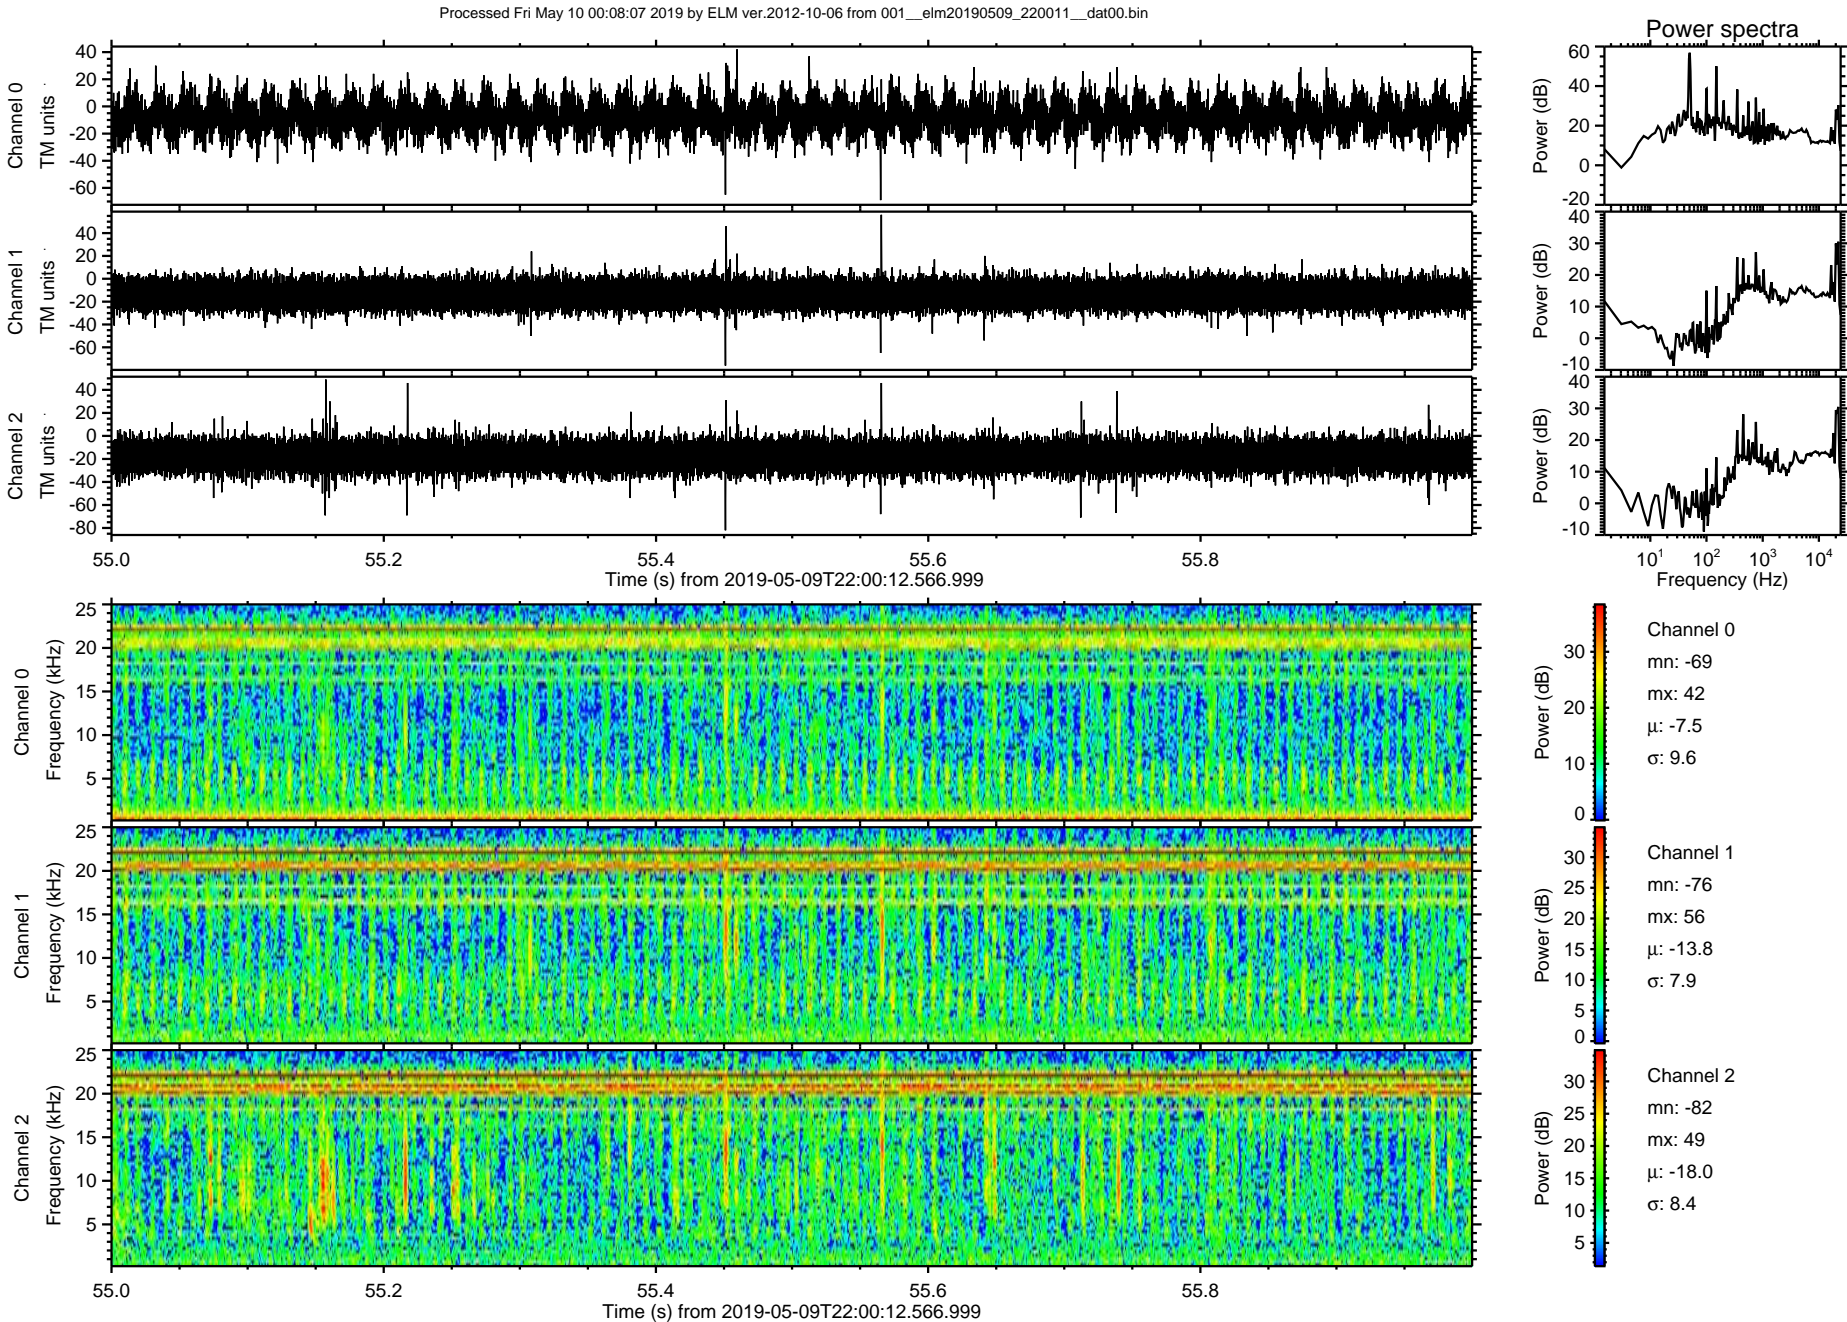 Processed Fri May 10 00:08:07 2019 by ELM ver.2012-10-06 from 001__elm20190509_220011__dat00.bin
Power spectra
Channel 0
TM units
40
20
0
-20
-40
-60
Power (dB)
60
40
20
0
-20
Channel 1
TM units
40
20
0
-20
-40
-60
Power (dB)
40
30
20
10
0
-10
Channel 2
TM units
40
20
0
-20
-40
-60
-80
Power (dB)
40
30
20
10
0
-10
55.0 55.2 55.4 55.6 55.8
Time (s) from 2019-05-09T22:00:12.566.999
10¹ 10² 10³ 10⁴
Frequency (Hz)
Channel 0
Frequency (kHz)
25
20
15
10
5
Power (dB)
30
20
10
0
Channel 0
mn: -69
mx: 42
μ: -7.5
σ: 9.6
Channel 1
Frequency (kHz)
25
20
15
10
5
Power (dB)
30
25
20
15
10
5
0
Channel 1
mn: -76
mx: 56
μ: -13.8
σ: 7.9
Channel 2
Frequency (kHz)
25
20
15
10
5
Power (dB)
30
25
20
15
10
5
Channel 2
mn: -82
mx: 49
μ: -18.0
σ: 8.4
55.0 55.2 55.4 55.6 55.8
Time (s) from 2019-05-09T22:00:12.566.999